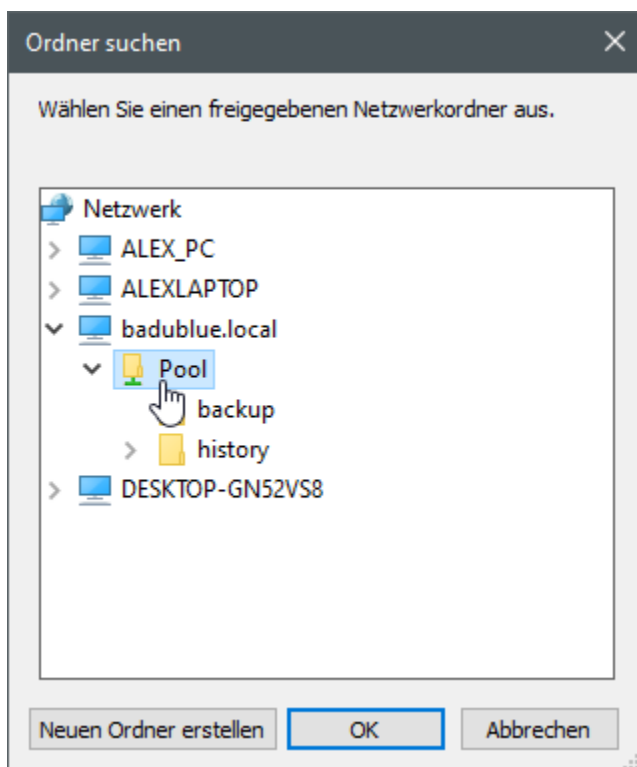 Ordner suchen
Wählen Sie einen freigegebenen Netzwerkordner aus.
Netzwerk
ALEX_PC
ALEXLAPTOP
badublue.local
Pool
backup
history
DESKTOP-GN52VS8
Neuen Ordner erstellen
OK
Abbrechen